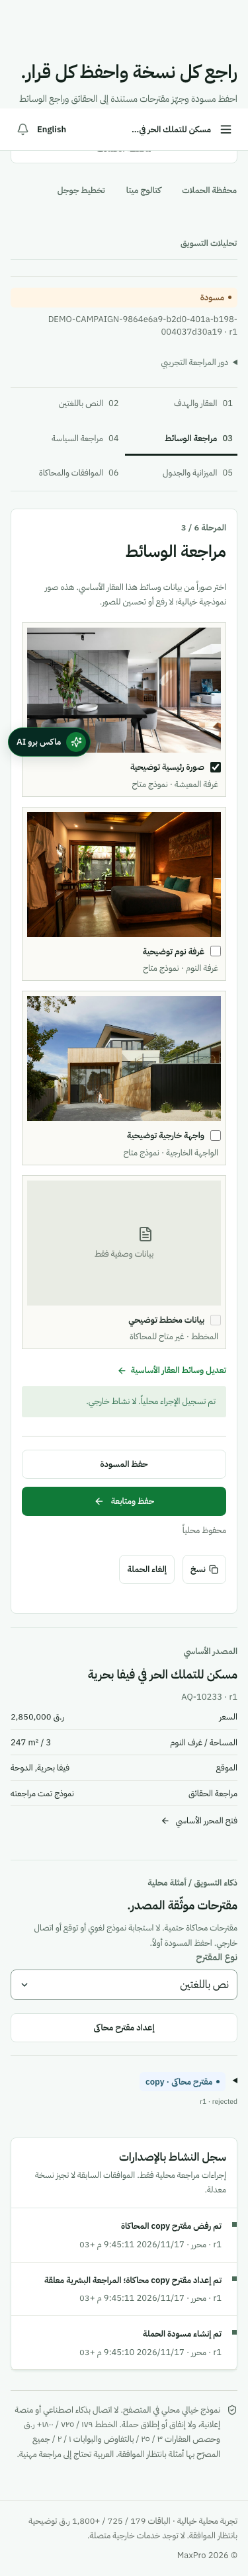 راجع كل نسخة واحفظ كل قرار.
احفظ مسودة وجهّز مقترحات مستندة إلى الحقائق وراجع الوسائط
مسكن للتملك الحر في...
English
محفظة الحملات
كتالوج ميتا
تخطيط جوجل
تحليلات التسويق
• مسودة
DEMO-CAMPAIGN-9864e6a9-b2d0-401a-b198-
004037d30a19 · r1
دور المراجعة التجريبي
01 العقار والهدف
02 النص باللغتين
03 مراجعة الوسائط
04 مراجعة السياسة
05 الميزانية والجدول
06 الموافقات والمحاكاة
المرحلة 6 / 3
مراجعة الوسائط
اختر صوراً من بيانات وسائط هذا العقار الأساسي. هذه صور
نموذجية خيالية؛ لا رفع أو تحسين للصور.
صورة رئيسية توضيحية
غرفة المعيشة · نموذج متاح
ماكس برو AI
غرفة نوم توضيحية
غرفة النوم · نموذج متاح
واجهة خارجية توضيحية
الواجهة الخارجية · نموذج متاح
بيانات وصفية فقط
بيانات مخطط توضيحي
المخطط · غير متاح للمحاكاة
تعديل وسائط العقار الأساسية
تم تسجيل الإجراء محلياً. لا نشاط خارجي.
حفظ المسودة
حفظ ومتابعة
محفوظ محلياً
نسخ
إلغاء الحملة
المصدر الأساسي
مسكن للتملك الحر في فيفا بحرية
AQ-10233 · r1
السعر
ر.ق 2,850,000
المساحة / غرف النوم
247 m² / 3
الموقع
فيفا بحرية, الدوحة
مراجعة الحقائق
نموذج تمت مراجعته
فتح المحرر الأساسي
ذكاء التسويق / أمثلة محلية
مقترحات موثّقة المصدر.
مقترحات محاكاة حتمية. لا استجابة نموذج لغوي أو توقع أو اتصال
خارجي. احفظ المسودة أولاً.
نوع المقترح
نص باللغتين
إعداد مقترح محاكى
• مقترح محاكى · copy
r1 · rejected
سجل النشاط بالإصدارات
إجراءات مراجعة محلية فقط. الموافقات السابقة لا تجيز نسخة
معدلة.
تم رفض مقترح copy المحاكاة
r1 · محرر · 2026/11/17 9:45:11 م +03
تم إعداد مقترح copy محاكاة؛ المراجعة البشرية معلقة
r1 · محرر · 2026/11/17 9:45:11 م +03
تم إنشاء مسودة الحملة
r1 · محرر · 2026/11/17 9:45:10 م +03
نموذج خيالي محلي في المتصفح. لا اتصال بذكاء اصطناعي أو منصة
إعلانية، ولا إنفاق أو إطلاق حملة. الخطط ١٧٩ / ٧٢٥ / ١٨٠٠+ ر.ق
وحصص العقارات ٣ / ٢٥ / بالتفاوض والبوابات ١ / ٢ / جميع
المصرّح بها أمثلة بانتظار الموافقة. العربية تحتاج إلى مراجعة مهنية.
تجربة محلية خيالية · الباقات 179 / 725 / 1,800+ ر.ق توضيحية
بانتظار الموافقة. لا توجد خدمات خارجية متصلة.
© 2026 MaxPro